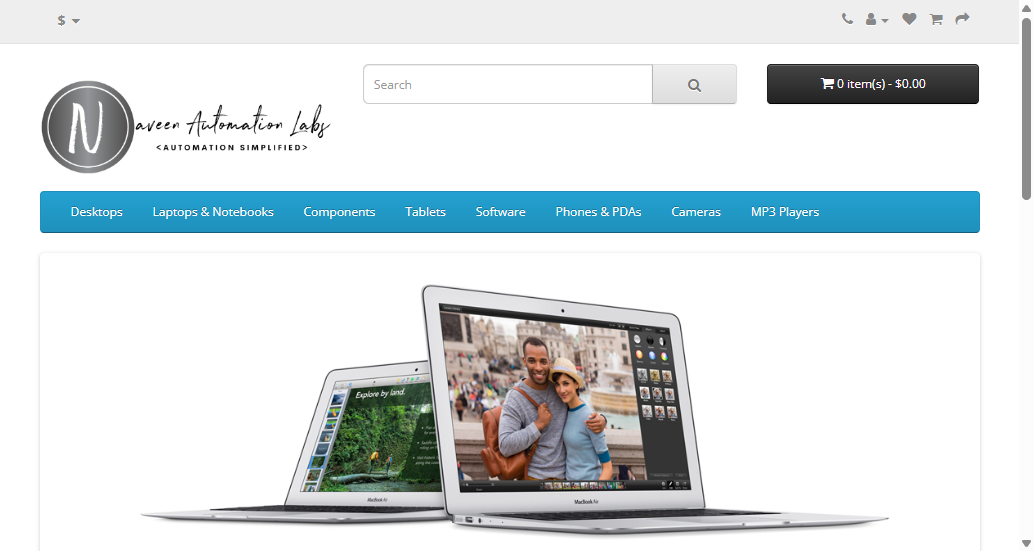 $
Search
0 item(s) - $0.00
N
aveen Automation Labs
<AUTOMATION SIMPLIFIED>
Desktops
Laptops & Notebooks
Components
Tablets
Software
Phones & PDAs
Cameras
MP3 Players
Explore by land.
MacBook Air
MacBook Air